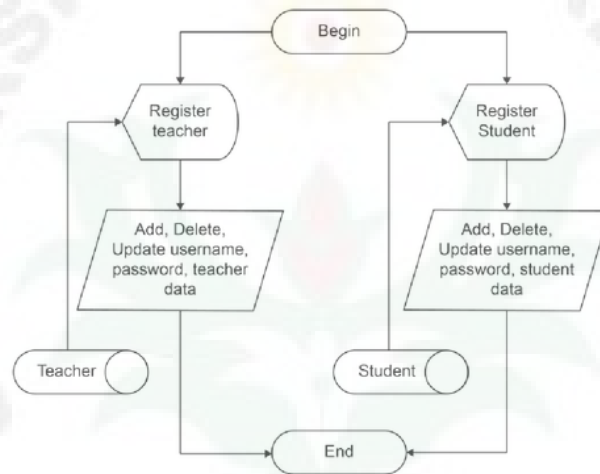 Begin
Register
teacher
Register
Student
Add, Delete,
Update username,
password, teacher
data
Add, Delete,
Update username,
password, student
data
Teacher
Student
End